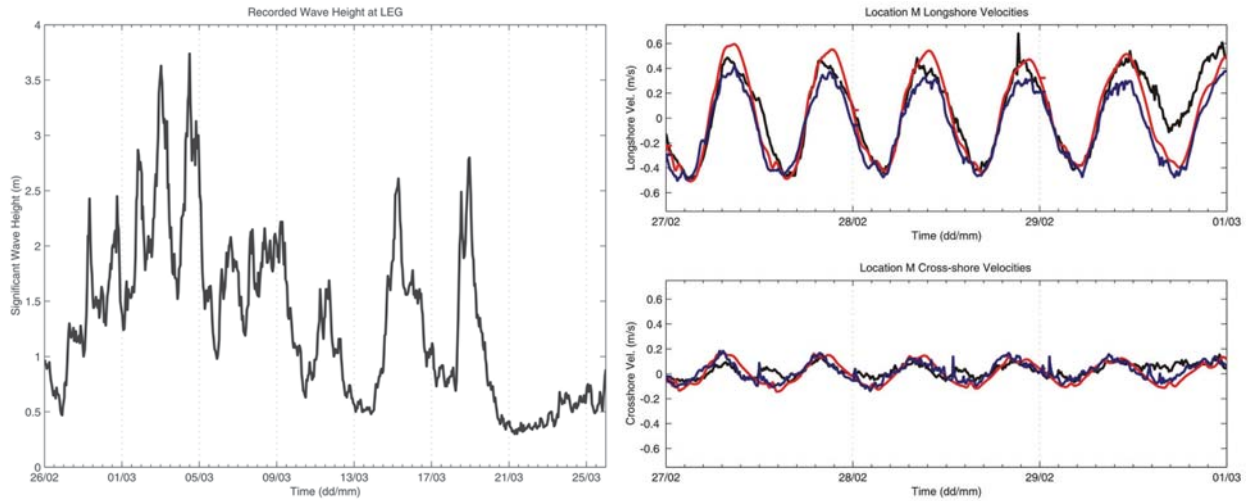 Recorded Wave Height at LEG
4
3.5
3
2.5
2
1.5
1
0.5
0
Significant Wave Height (m)
26/02 01/03 05/03 09/03 13/03 17/03 21/03 25/03
Time (dd/mm)
Location M Longshore Velocities
0.6
0.4
0.2
0
-0.2
-0.4
-0.6
Longshore Vel. (m/s)
27/02 28/02 29/02 01/03
Time (dd/mm)
Location M Cross-shore Velocities
0.6
0.4
0.2
0
-0.2
-0.4
-0.6
Crosshore Vel. (m/s)
27/02 28/02 29/02 01/03
Time (dd/mm)